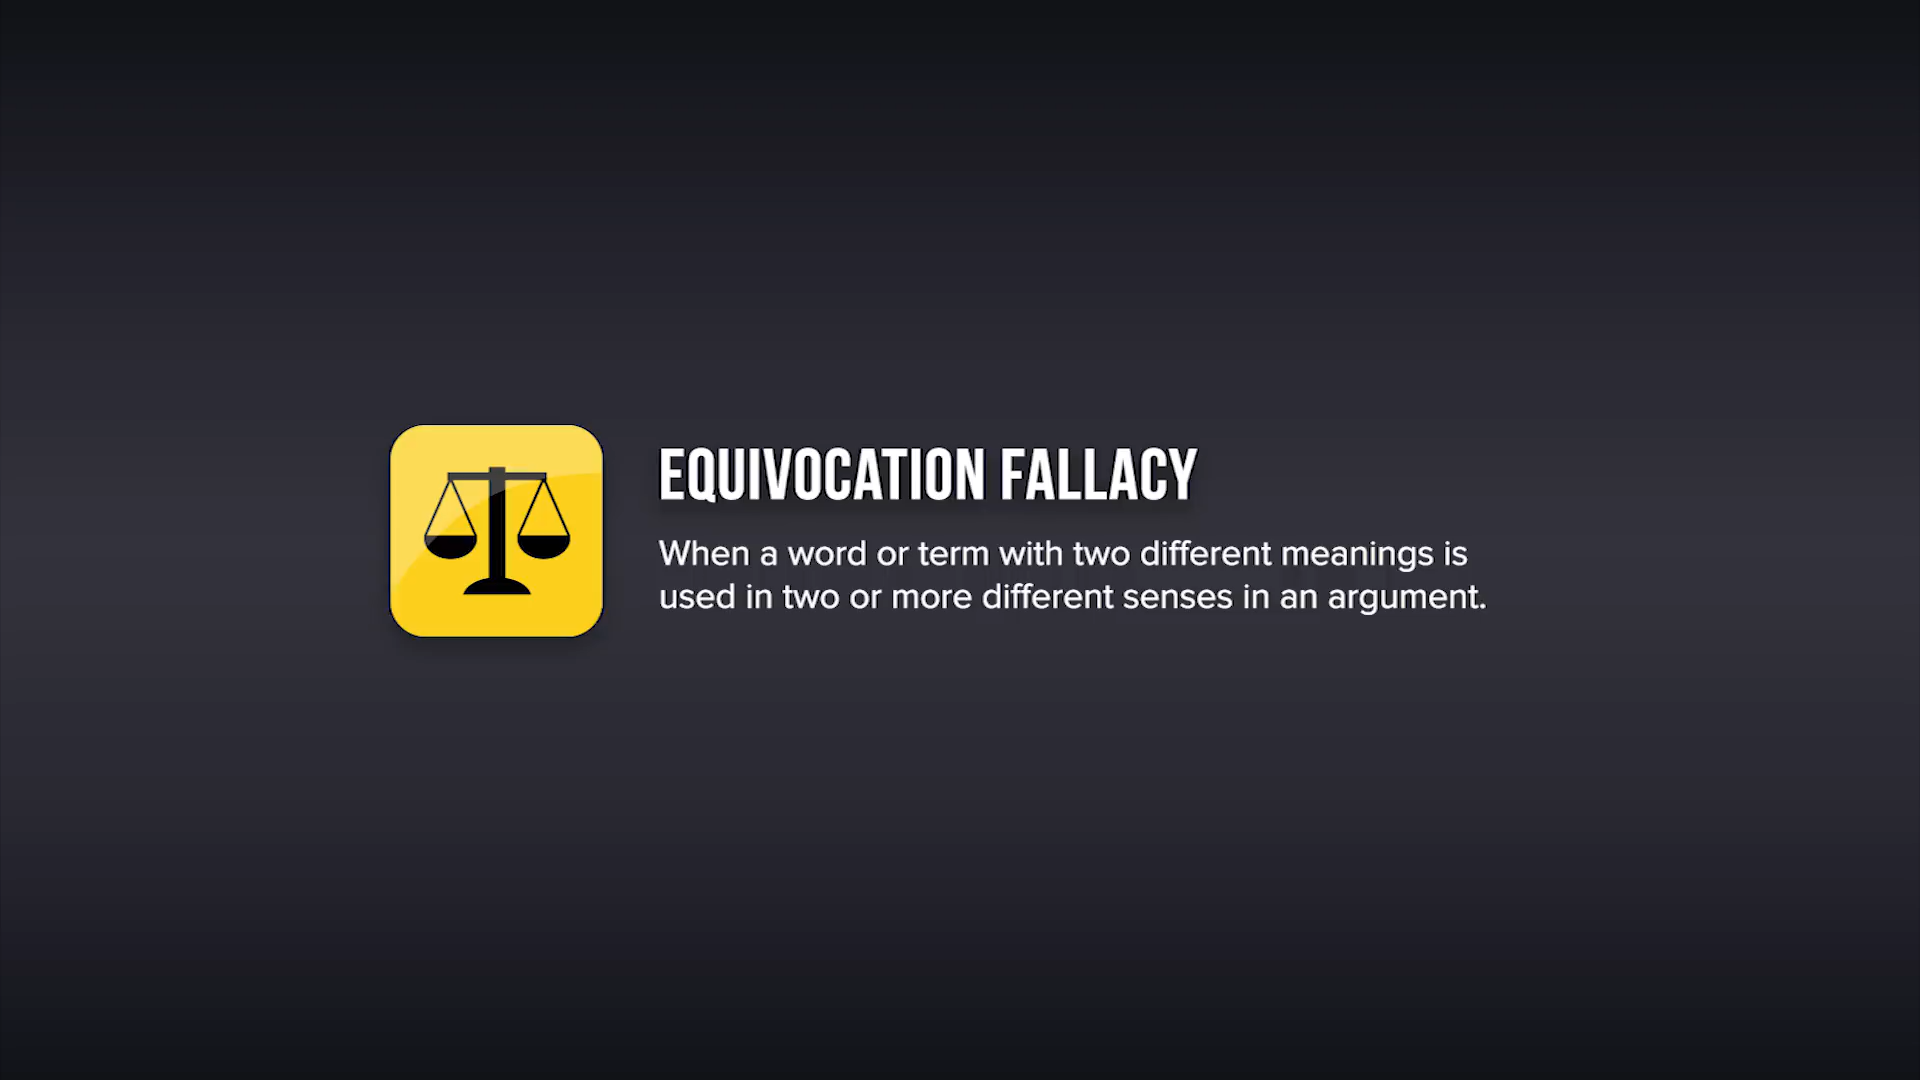 EQUIVOCATION FALLACY
When a word or term with two different meanings is
used in two or more different senses in an argument.